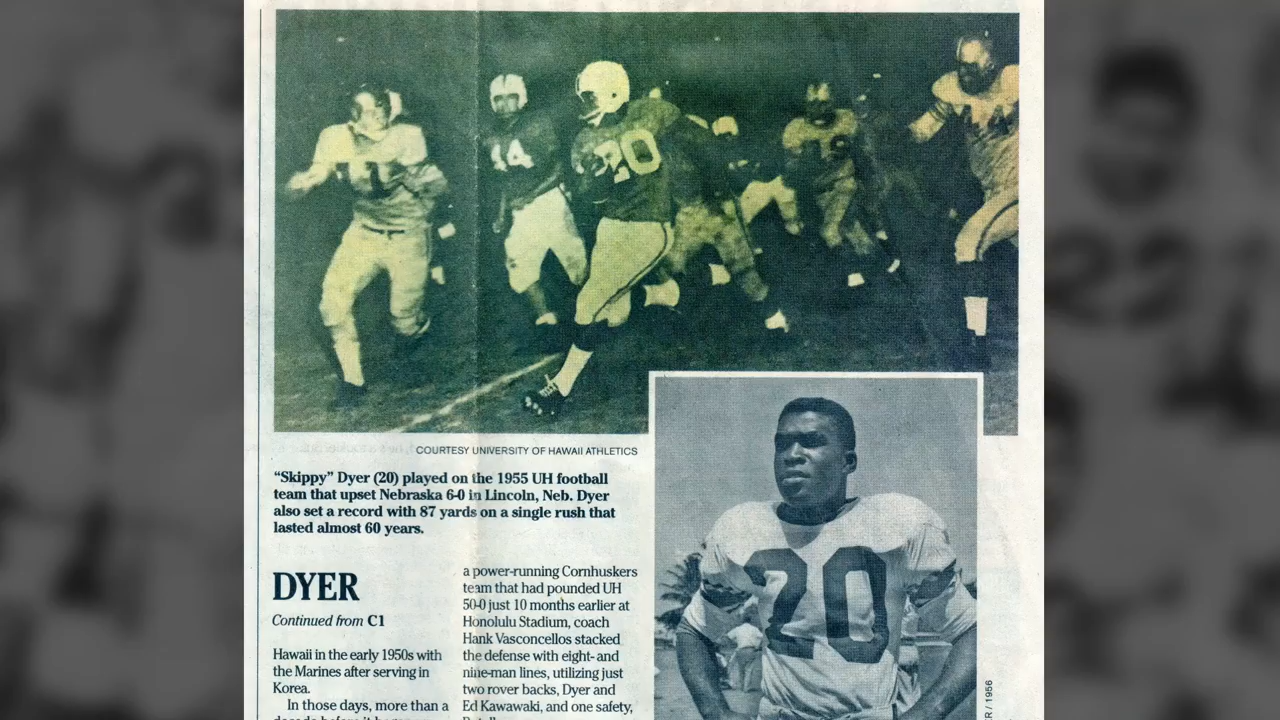 14
20
20
COURTESY UNIVERSITY OF HAWAII ATHLETICS
“Skippy” Dyer (20) played on the 1955 UH football
team that upset Nebraska 6-0 in Lincoln, Neb. Dyer
also set a record with 87 yards on a single rush that
lasted almost 60 years.
DYER
Continued from C1
Hawaii in the early 1950s with
the Marines after serving in
Korea.
In those days, more than a
a power-running Cornhuskers
team that had pounded UH
50-0 just 10 months earlier at
Honolulu Stadium, coach
Hank Vasconcellos stacked
the defense with eight- and
nine-man lines, utilizing just
two rover backs, Dyer and
Ed Kawawaki, and one safety,
/ 1956